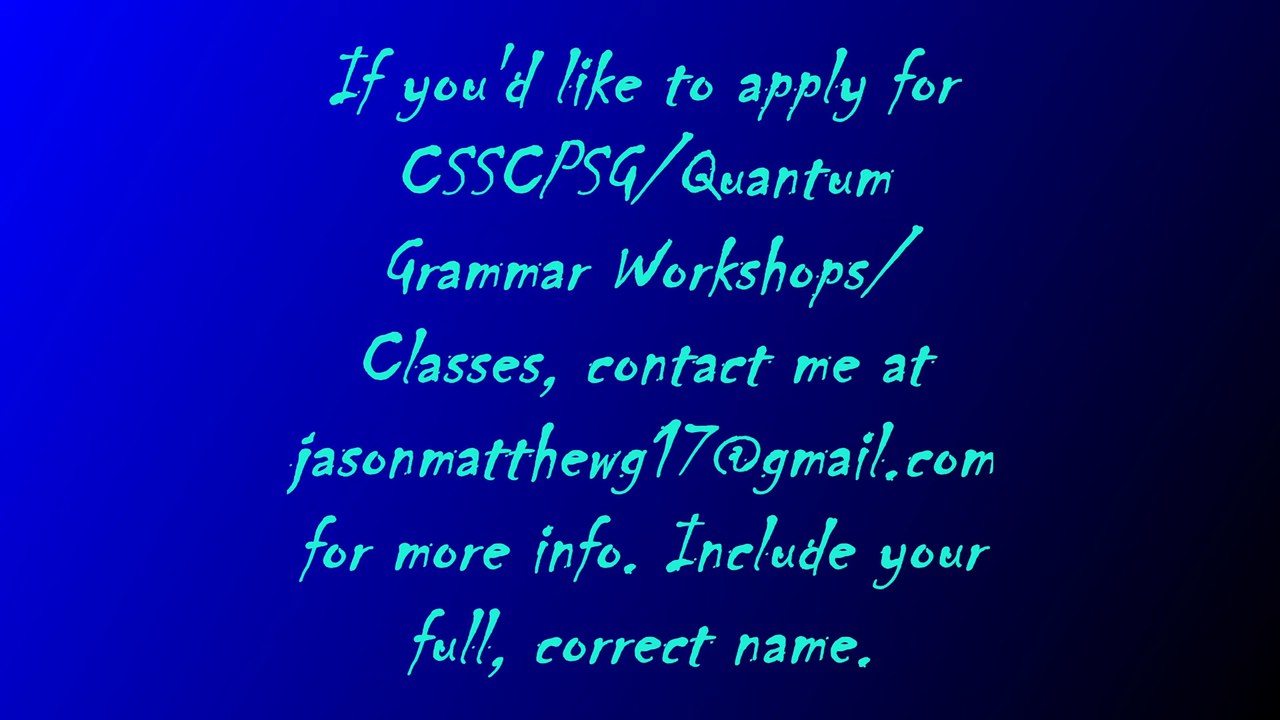 If you'd like to apply for
CSSCPSG/Quantum
Grammar Workshops/
Classes, contact me at
jasonmatthewg17@gmail.com
for more info. Include your
full, correct name.